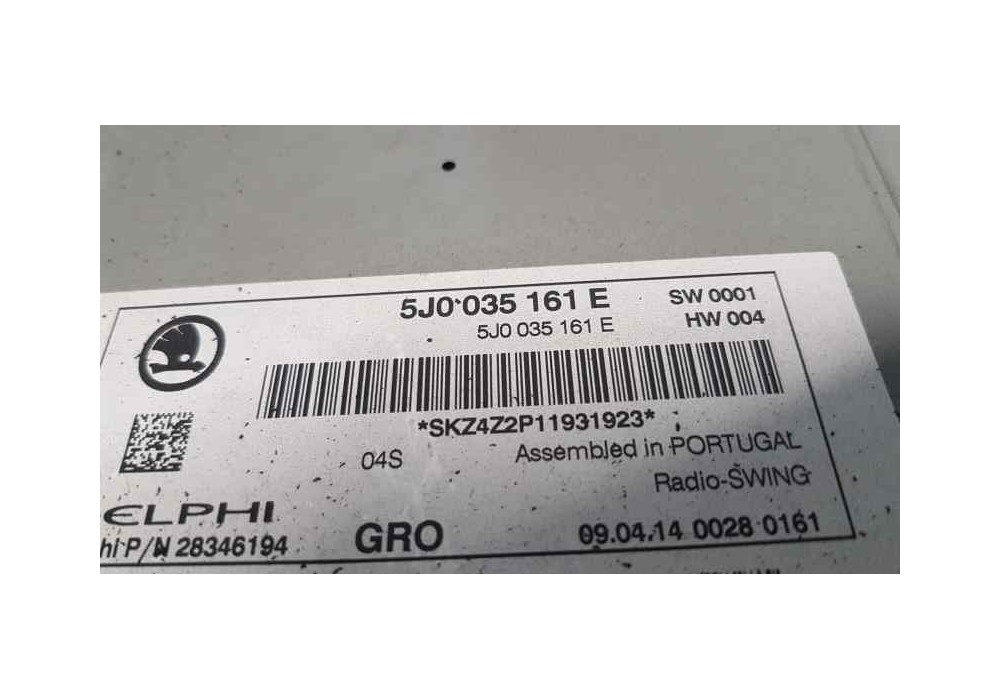 5J0 035 161 E SW 0001
5J0 035 161 E HW 004
*SKZ4Z2P11931923*
04S Assembled in PORTUGAL
Radio-SWING
ELPHI
hi P/N 28346194 GRO 09.04.14 0028 0161